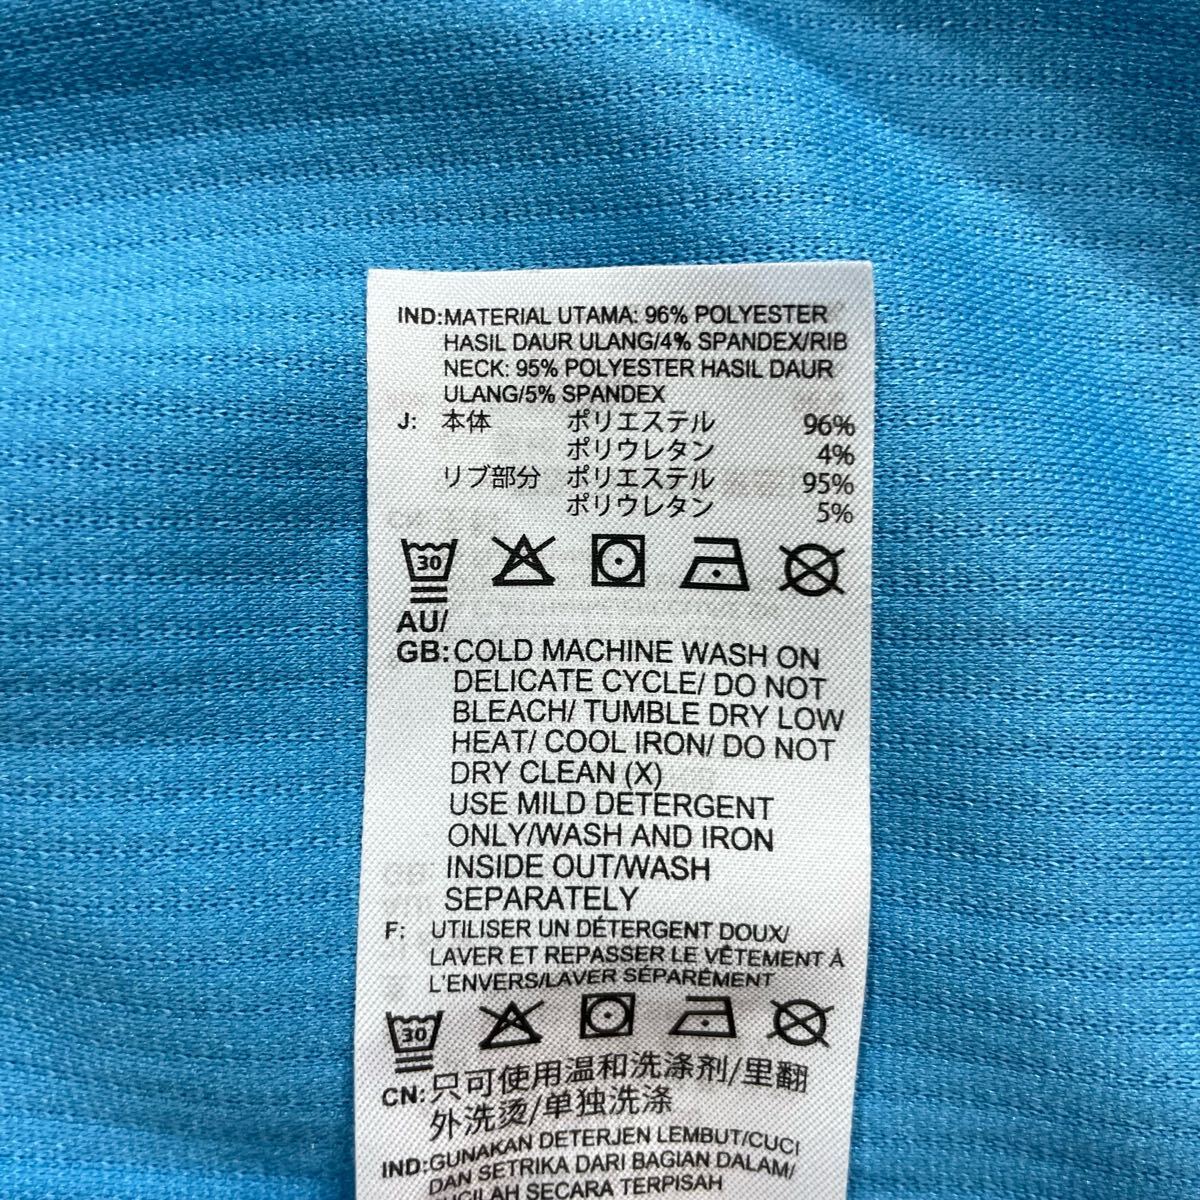 IND:MATERIAL UTAMA: 96% POLYESTER
HASIL DAUR ULANG/4% SPANDEX/RIB
NECK: 95% POLYESTER HASIL DAUR
ULANG/5% SPANDEX
J: 本体 ポリエステル 96%
ポリウレタン 4%
リブ部分 ポリエステル 95%
ポリウレタン 5%
30
AU/
GB:COLD MACHINE WASH ON
DELICATE CYCLE/ DO NOT
BLEACH/ TUMBLE DRY LOW
HEAT/ COOL IRON/ DO NOT
DRY CLEAN (X)
USE MILD DETERGENT
ONLY/WASH AND IRON
INSIDE OUT/WASH
SEPARATELY
F: UTILISER UN DÉTERGENT DOUX/
LAVER ET REPASSER LE VÊTEMENT À
L'ENVERS/LAVER SÉPARÉMENT
30
CN:只可使用温和洗涤剂/里翻
外洗烫/单独洗涤
IND:GUNAKAN DETERJEN LEMBUT/CUCI
DAN SETRIKA DARI BAGIAN DALAM/
SECARA TERPISAH